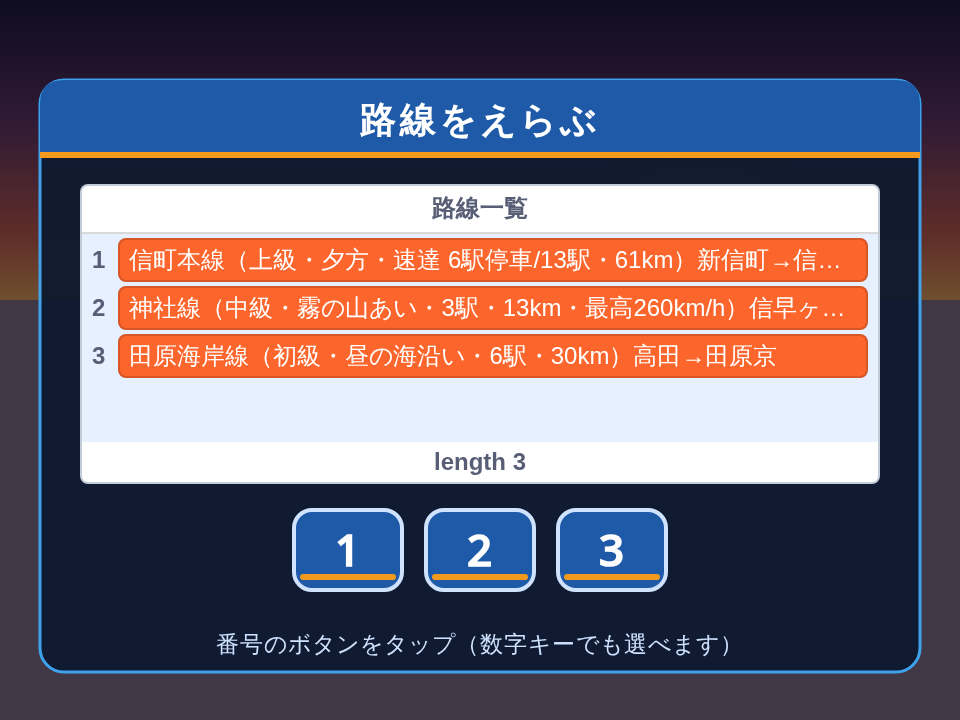 路線をえらぶ
路線一覧
1 信町本線（上級・夕方・速達 6駅停車/13駅・61km）新信町→信…
2 神社線（中級・霧の山あい・3駅・13km・最高260km/h）信早ヶ…
3 田原海岸線（初級・昼の海沿い・6駅・30km）高田→田原京
length 3
1 2 3
番号のボタンをタップ（数字キーでも選べます）